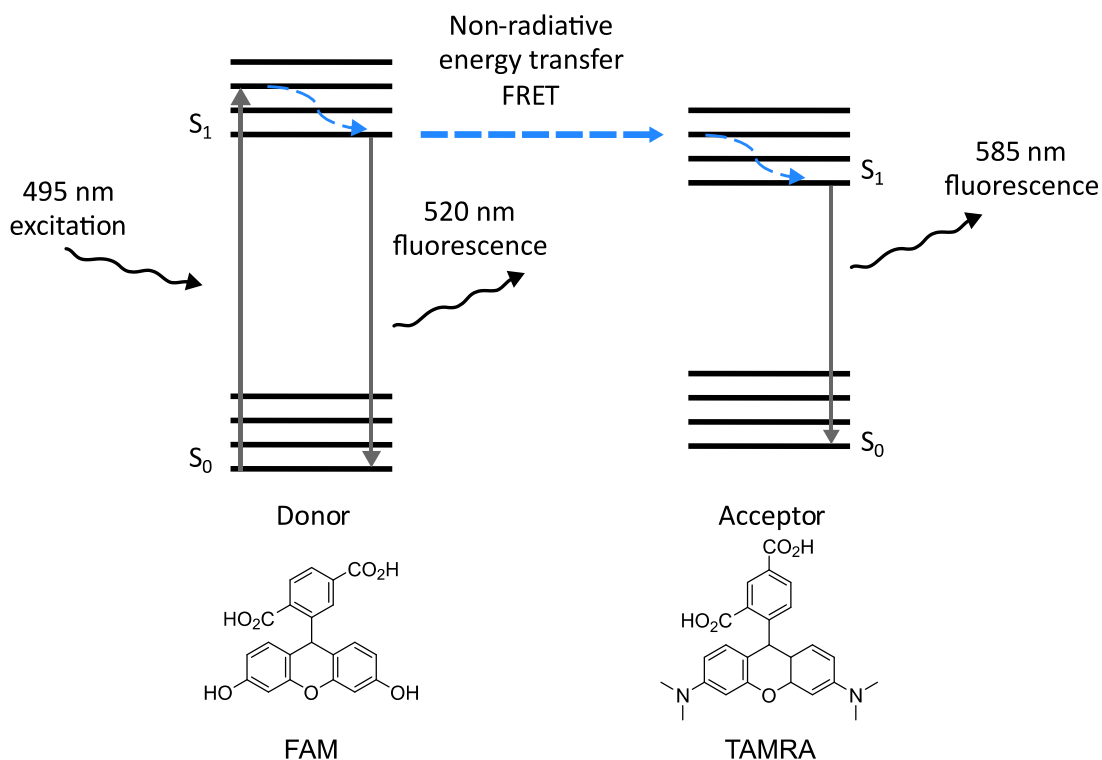 Non-radiative
energy transfer
FRET
S₁
S₁
495 nm
excitation
520 nm
fluorescence
585 nm
fluorescence
S₀
S₀
Donor
Acceptor
CO₂H
HO₂C
HO
O
OH
FAM
CO₂H
HO₂C
N
O
N
TAMRA